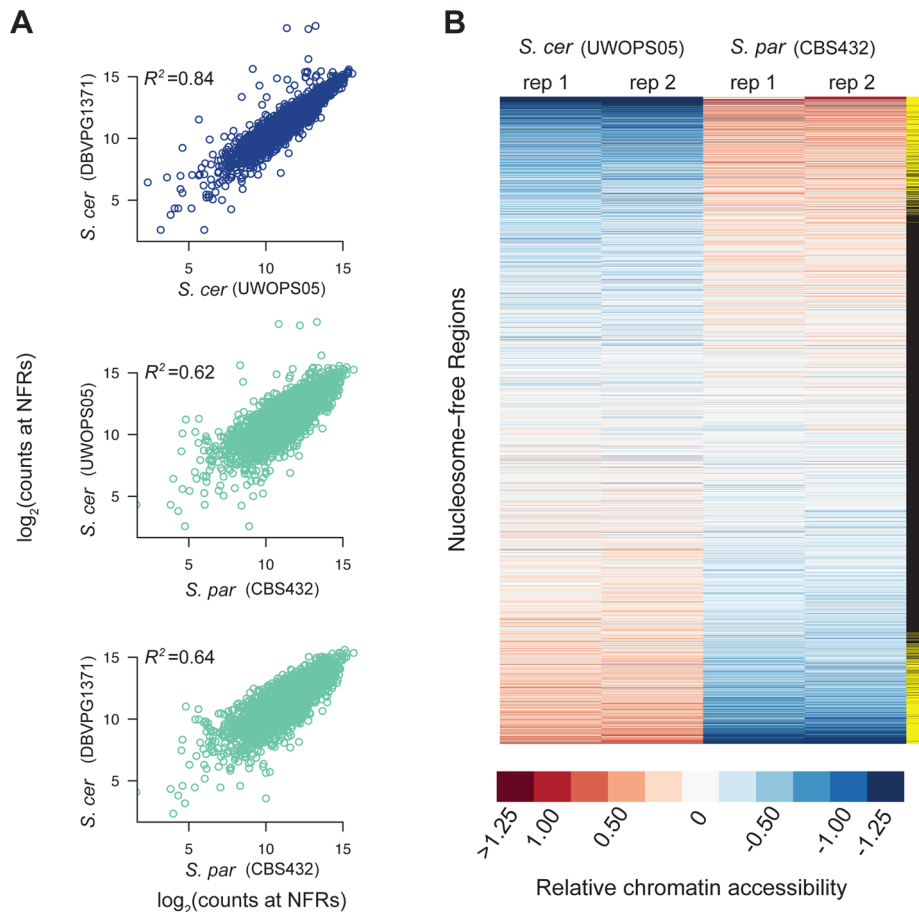 A
R²=0.84
15
10
5
S. cer (DBVPG1371)
5 10 15
S. cer (UWOPS05)
R²=0.62
15
10
5
S. cer (UWOPS05)
5 10 15
S. par (CBS432)
R²=0.64
15
10
5
S. cer (DBVPG1371)
5 10 15
S. par (CBS432)
log₂(counts at NFRs)
log₂(counts at NFRs)
B
S. cer (UWOPS05) S. par (CBS432)
rep 1 rep 2 rep 1 rep 2
Nucleosome–free Regions
>1.25 1.00 0.50 0 -0.50 -1.00 -1.25
Relative chromatin accessibility